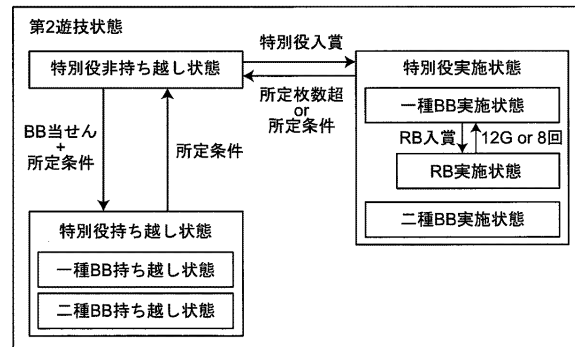 第2遊技状態
特別役非持ち越し状態
特別役入賞
所定枚数超
or
所定条件
特別役実施状態
一種BB実施状態
RB入賞
12G or 8回
RB実施状態
二種BB実施状態
BB当せん
+
所定条件
所定条件
特別役持ち越し状態
一種BB持ち越し状態
二種BB持ち越し状態